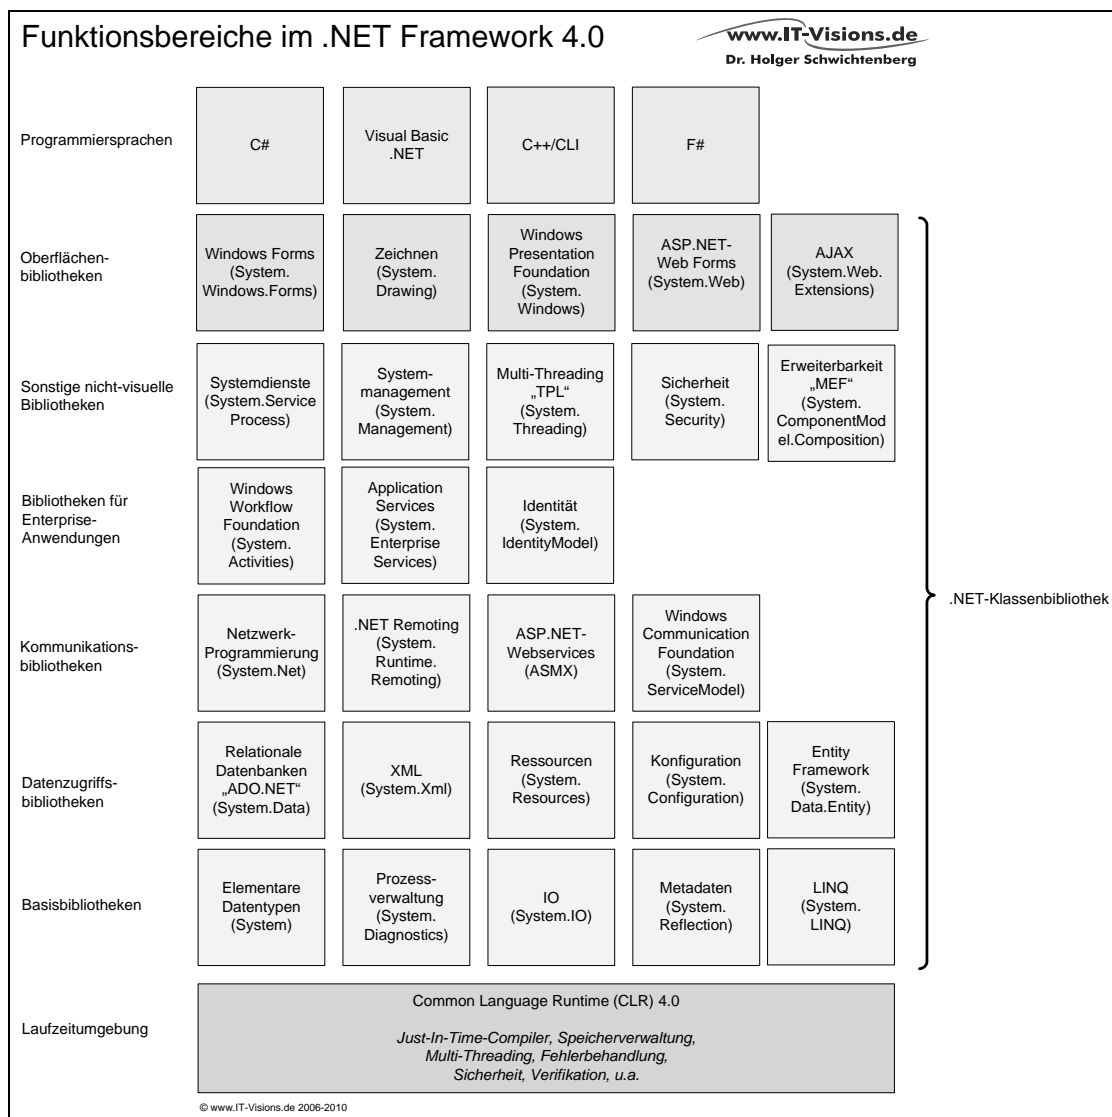 Funktionsbereiche im .NET Framework 4.0
www.IT-Visions.de
Dr. Holger Schwichtenberg
Programmiersprachen
C#
Visual Basic
.NET
C++/CLI
F#
Oberflächen-
bibliotheken
Windows Forms
(System.
Windows.Forms)
Zeichnen
(System.
Drawing)
Windows
Presentation
Foundation
(System.
Windows)
ASP.NET-
Web Forms
(System.Web)
AJAX
(System.Web.
Extensions)
Sonstige nicht-visuelle
Bibliotheken
Systemdienste
(System.Service
Process)
System-
management
(System.
Management)
Multi-Threading
„TPL“
(System.
Threading)
Sicherheit
(System.
Security)
Erweiterbarkeit
„MEF“
(System.
ComponentMod
el.Composition)
Bibliotheken für
Enterprise-
Anwendungen
Windows
Workflow
Foundation
(System.
Activities)
Application
Services
(System.
Enterprise
Services)
Identität
(System.
IdentityModel)
.NET-Klassenbibliothek
Kommunikations-
bibliotheken
Netzwerk-
Programmierung
(System.Net)
.NET Remoting
(System.
Runtime.
Remoting)
ASP.NET-
Webservices
(ASMX)
Windows
Communication
Foundation
(System.
ServiceModel)
Datenzugriffs-
bibliotheken
Relationale
Datenbanken
„ADO.NET“
(System.Data)
XML
(System.Xml)
Ressourcen
(System.
Resources)
Konfiguration
(System.
Configuration)
Entity
Framework
(System.
Data.Entity)
Basisbibliotheken
Elementare
Datentypen
(System)
Prozess-
verwaltung
(System.
Diagnostics)
IO
(System.IO)
Metadaten
(System.
Reflection)
LINQ
(System.
LINQ)
Laufzeitumgebung
Common Language Runtime (CLR) 4.0
Just-In-Time-Compiler, Speicherverwaltung,
Multi-Threading, Fehlerbehandlung,
Sicherheit, Verifikation, u.a.
© www.IT-Visions.de 2006-2010